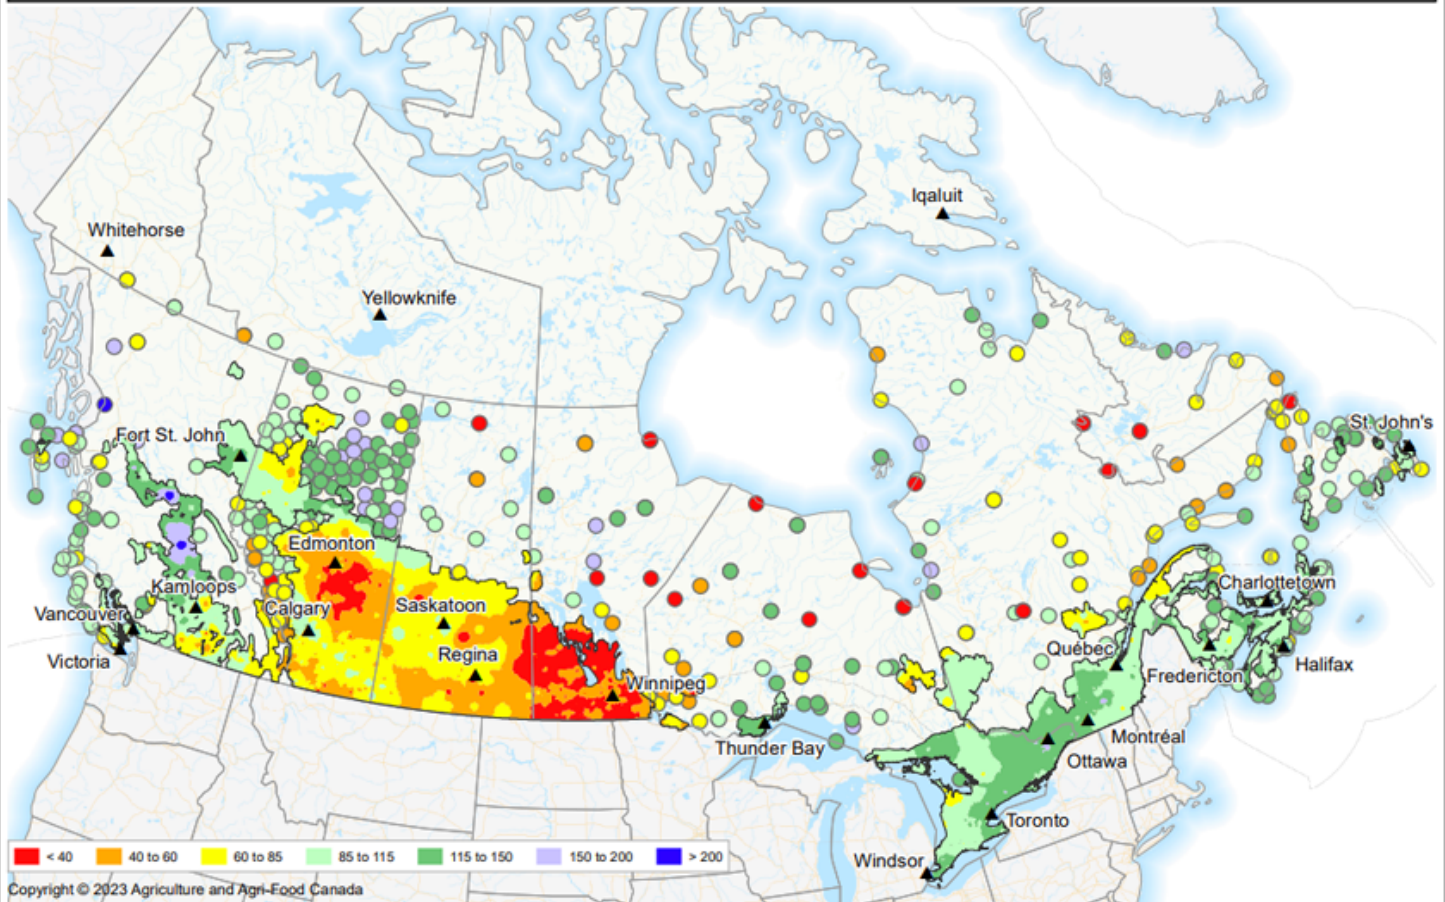 Iqaluit
Whitehorse
Yellowknife
St. John's
Fort St. John
Edmonton
Kamloops
Charlottetown
Calgary
Saskatoon
Vancouver
Québec
Regina
Victoria
Halifax
Fredericton
Winnipeg
Montréal
Thunder Bay
Ottawa
Toronto
Windsor
< 40 40 to 60 60 to 85 85 to 115 115 to 150 150 to 200 > 200
Copyright © 2023 Agriculture and Agri-Food Canada